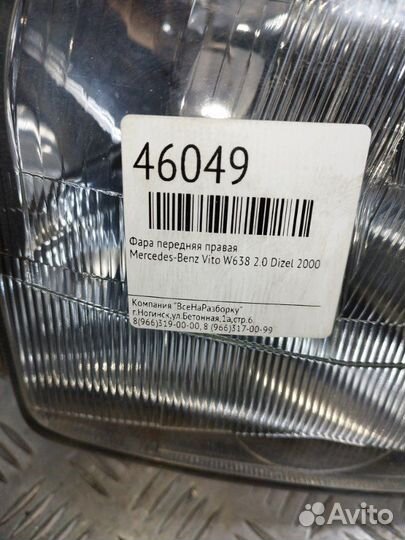 46049
Фара передняя правая
Mercedes-Benz Vito W638 2.0 Dizel 2000
Компания "ВсеНаРазборку"
г.Ногинск,ул.Бетонная,1а,стр.6
8(966)319-00-00, 8 (966)317-00-99
Avito